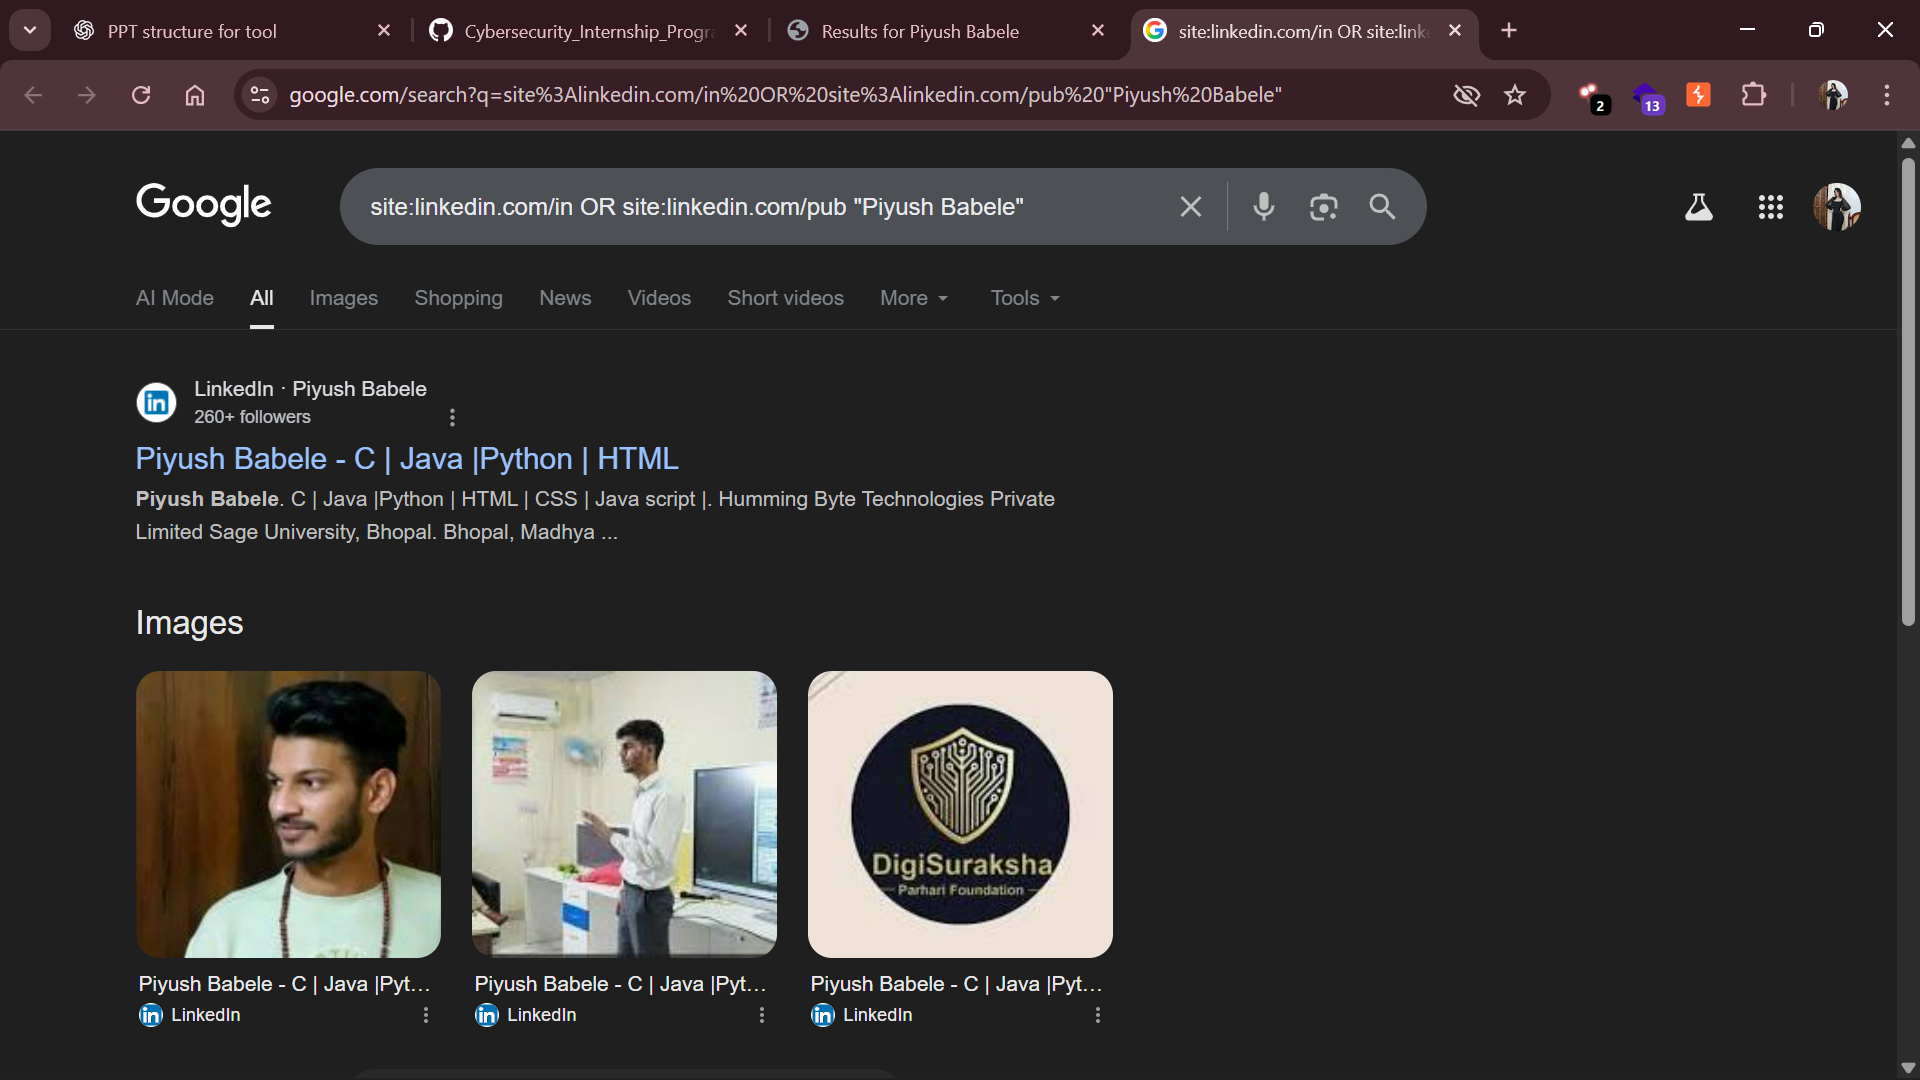 PPT structure for tool
Cybersecurity_Internship_Progra
Results for Piyush Babele
site:linkedin.com/in OR site:link
google.com/search?q=site%3Alinkedin.com/in%20OR%20site%3Alinkedin.com/pub%20"Piyush%20Babele"
2
13
Google
site:linkedin.com/in OR site:linkedin.com/pub "Piyush Babele"
AI Mode
All
Images
Shopping
News
Videos
Short videos
More
Tools
LinkedIn · Piyush Babele
260+ followers
Piyush Babele - C | Java |Python | HTML
Piyush Babele. C | Java |Python | HTML | CSS | Java script |. Humming Byte Technologies Private
Limited Sage University, Bhopal. Bhopal, Madhya ...
Images
DigiSuraksha
Parhari Foundation
Piyush Babele - C | Java |Pyt...
LinkedIn
Piyush Babele - C | Java |Pyt...
LinkedIn
Piyush Babele - C | Java |Pyt...
LinkedIn